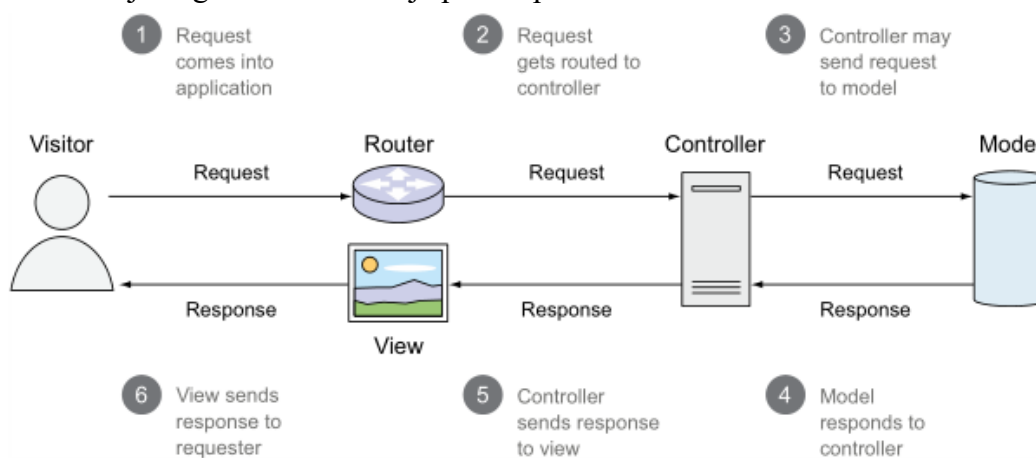 1 Request comes into application
2 Request gets routed to controller
3 Controller may send request to model
Visitor
Router
Controller
Mode
Request
Request
Request
Response
Response
Response
View
6 View sends response to requester
5 Controller sends response to view
4 Model responds to controller